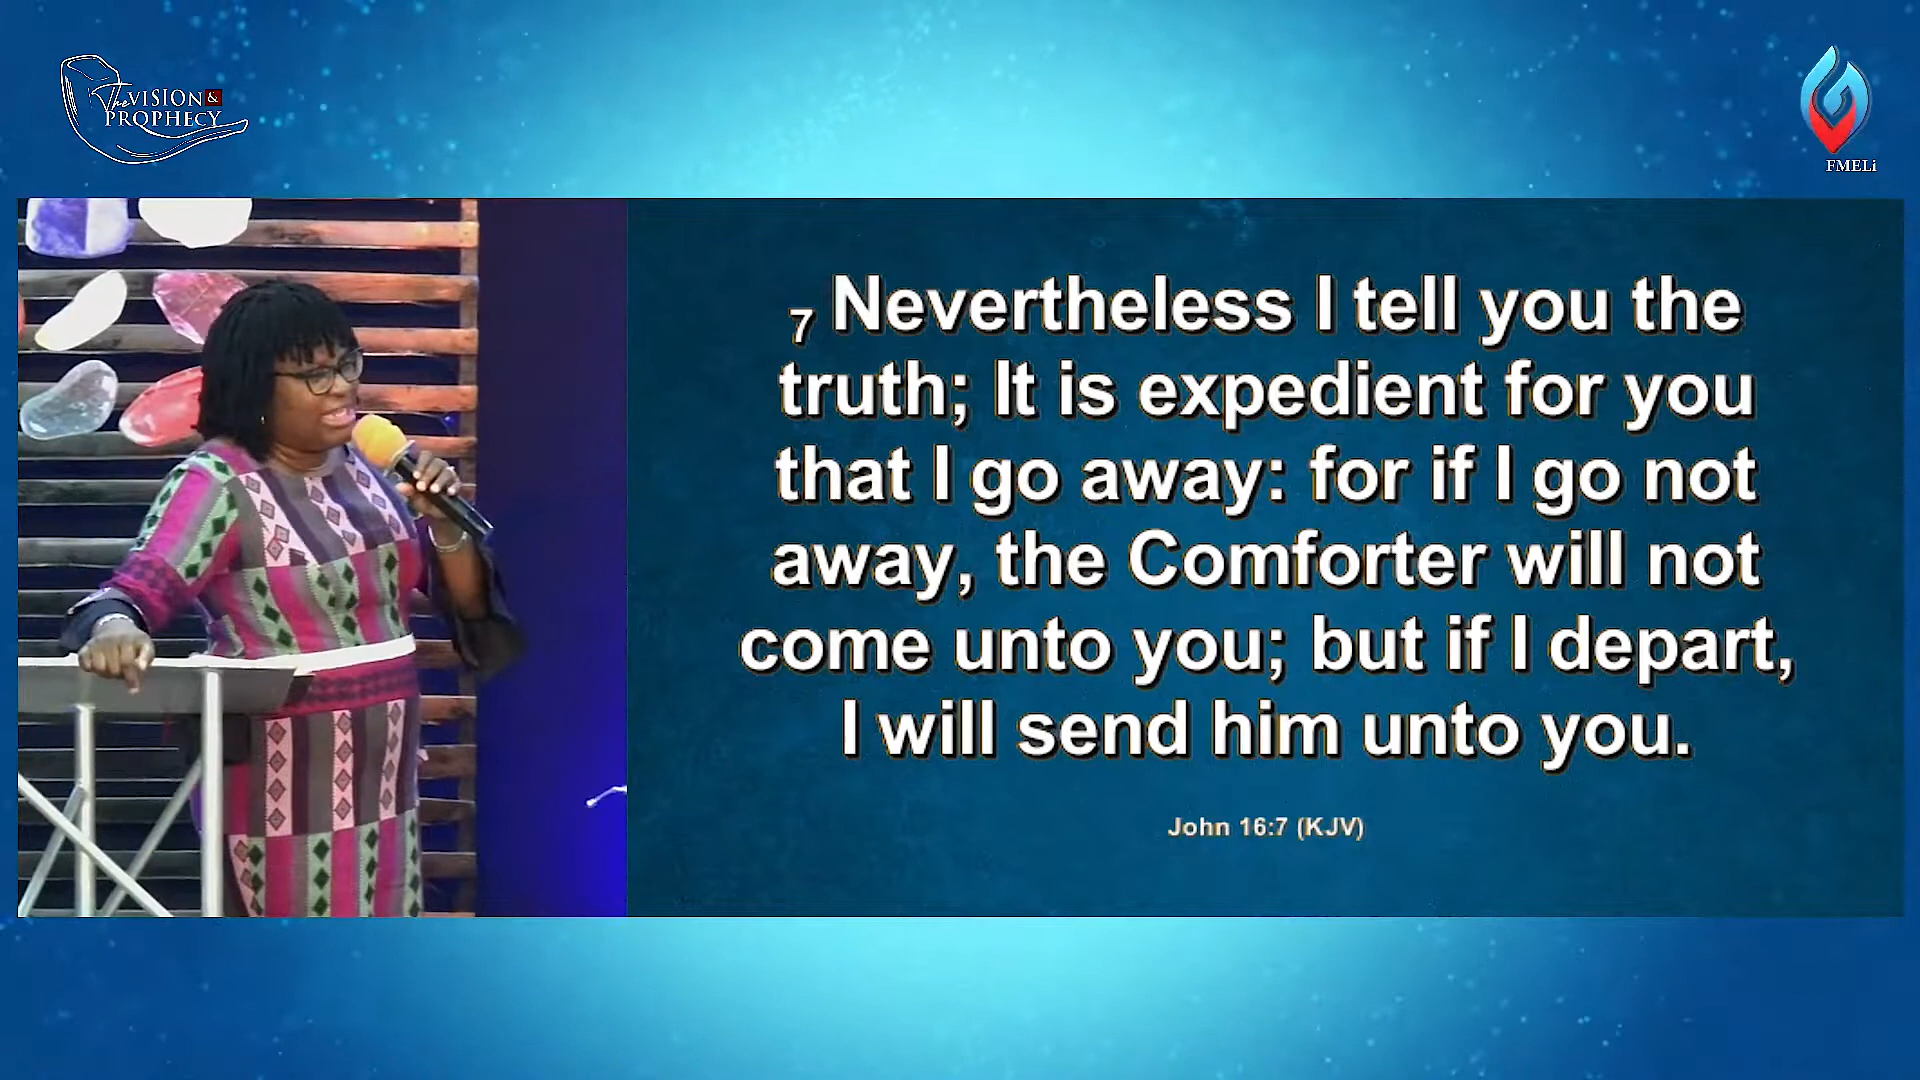 The VISION &
PROPHECY
FMELi
7 Nevertheless I tell you the
truth; It is expedient for you
that I go away: for if I go not
away, the Comforter will not
come unto you; but if I depart,
I will send him unto you.
John 16:7 (KJV)